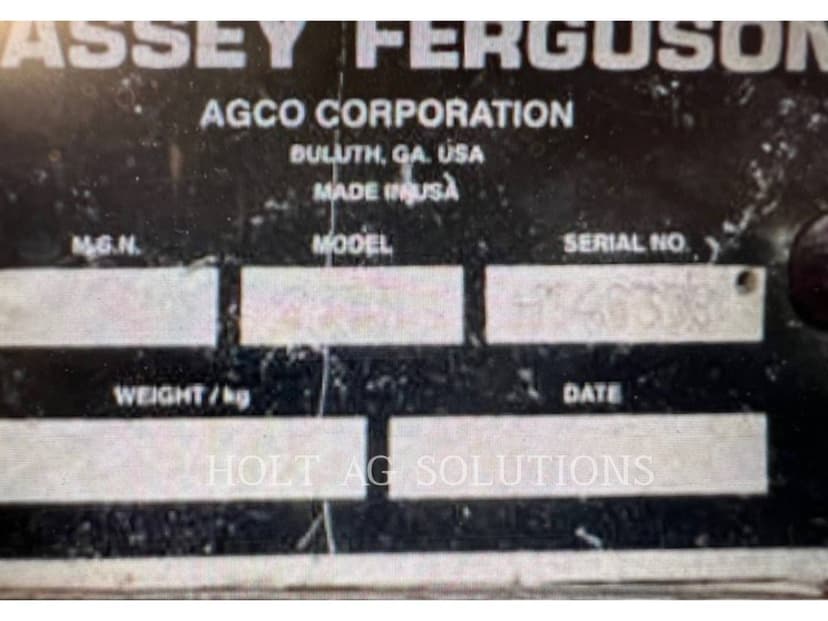 ASSEY FERGUSON
AGCO CORPORATION
DULUTH, GA. USA
MADE IN USA
M.G.N. MODEL SERIAL NO.
WEIGHT / kg DATE
HOLT AG SOLUTIONS